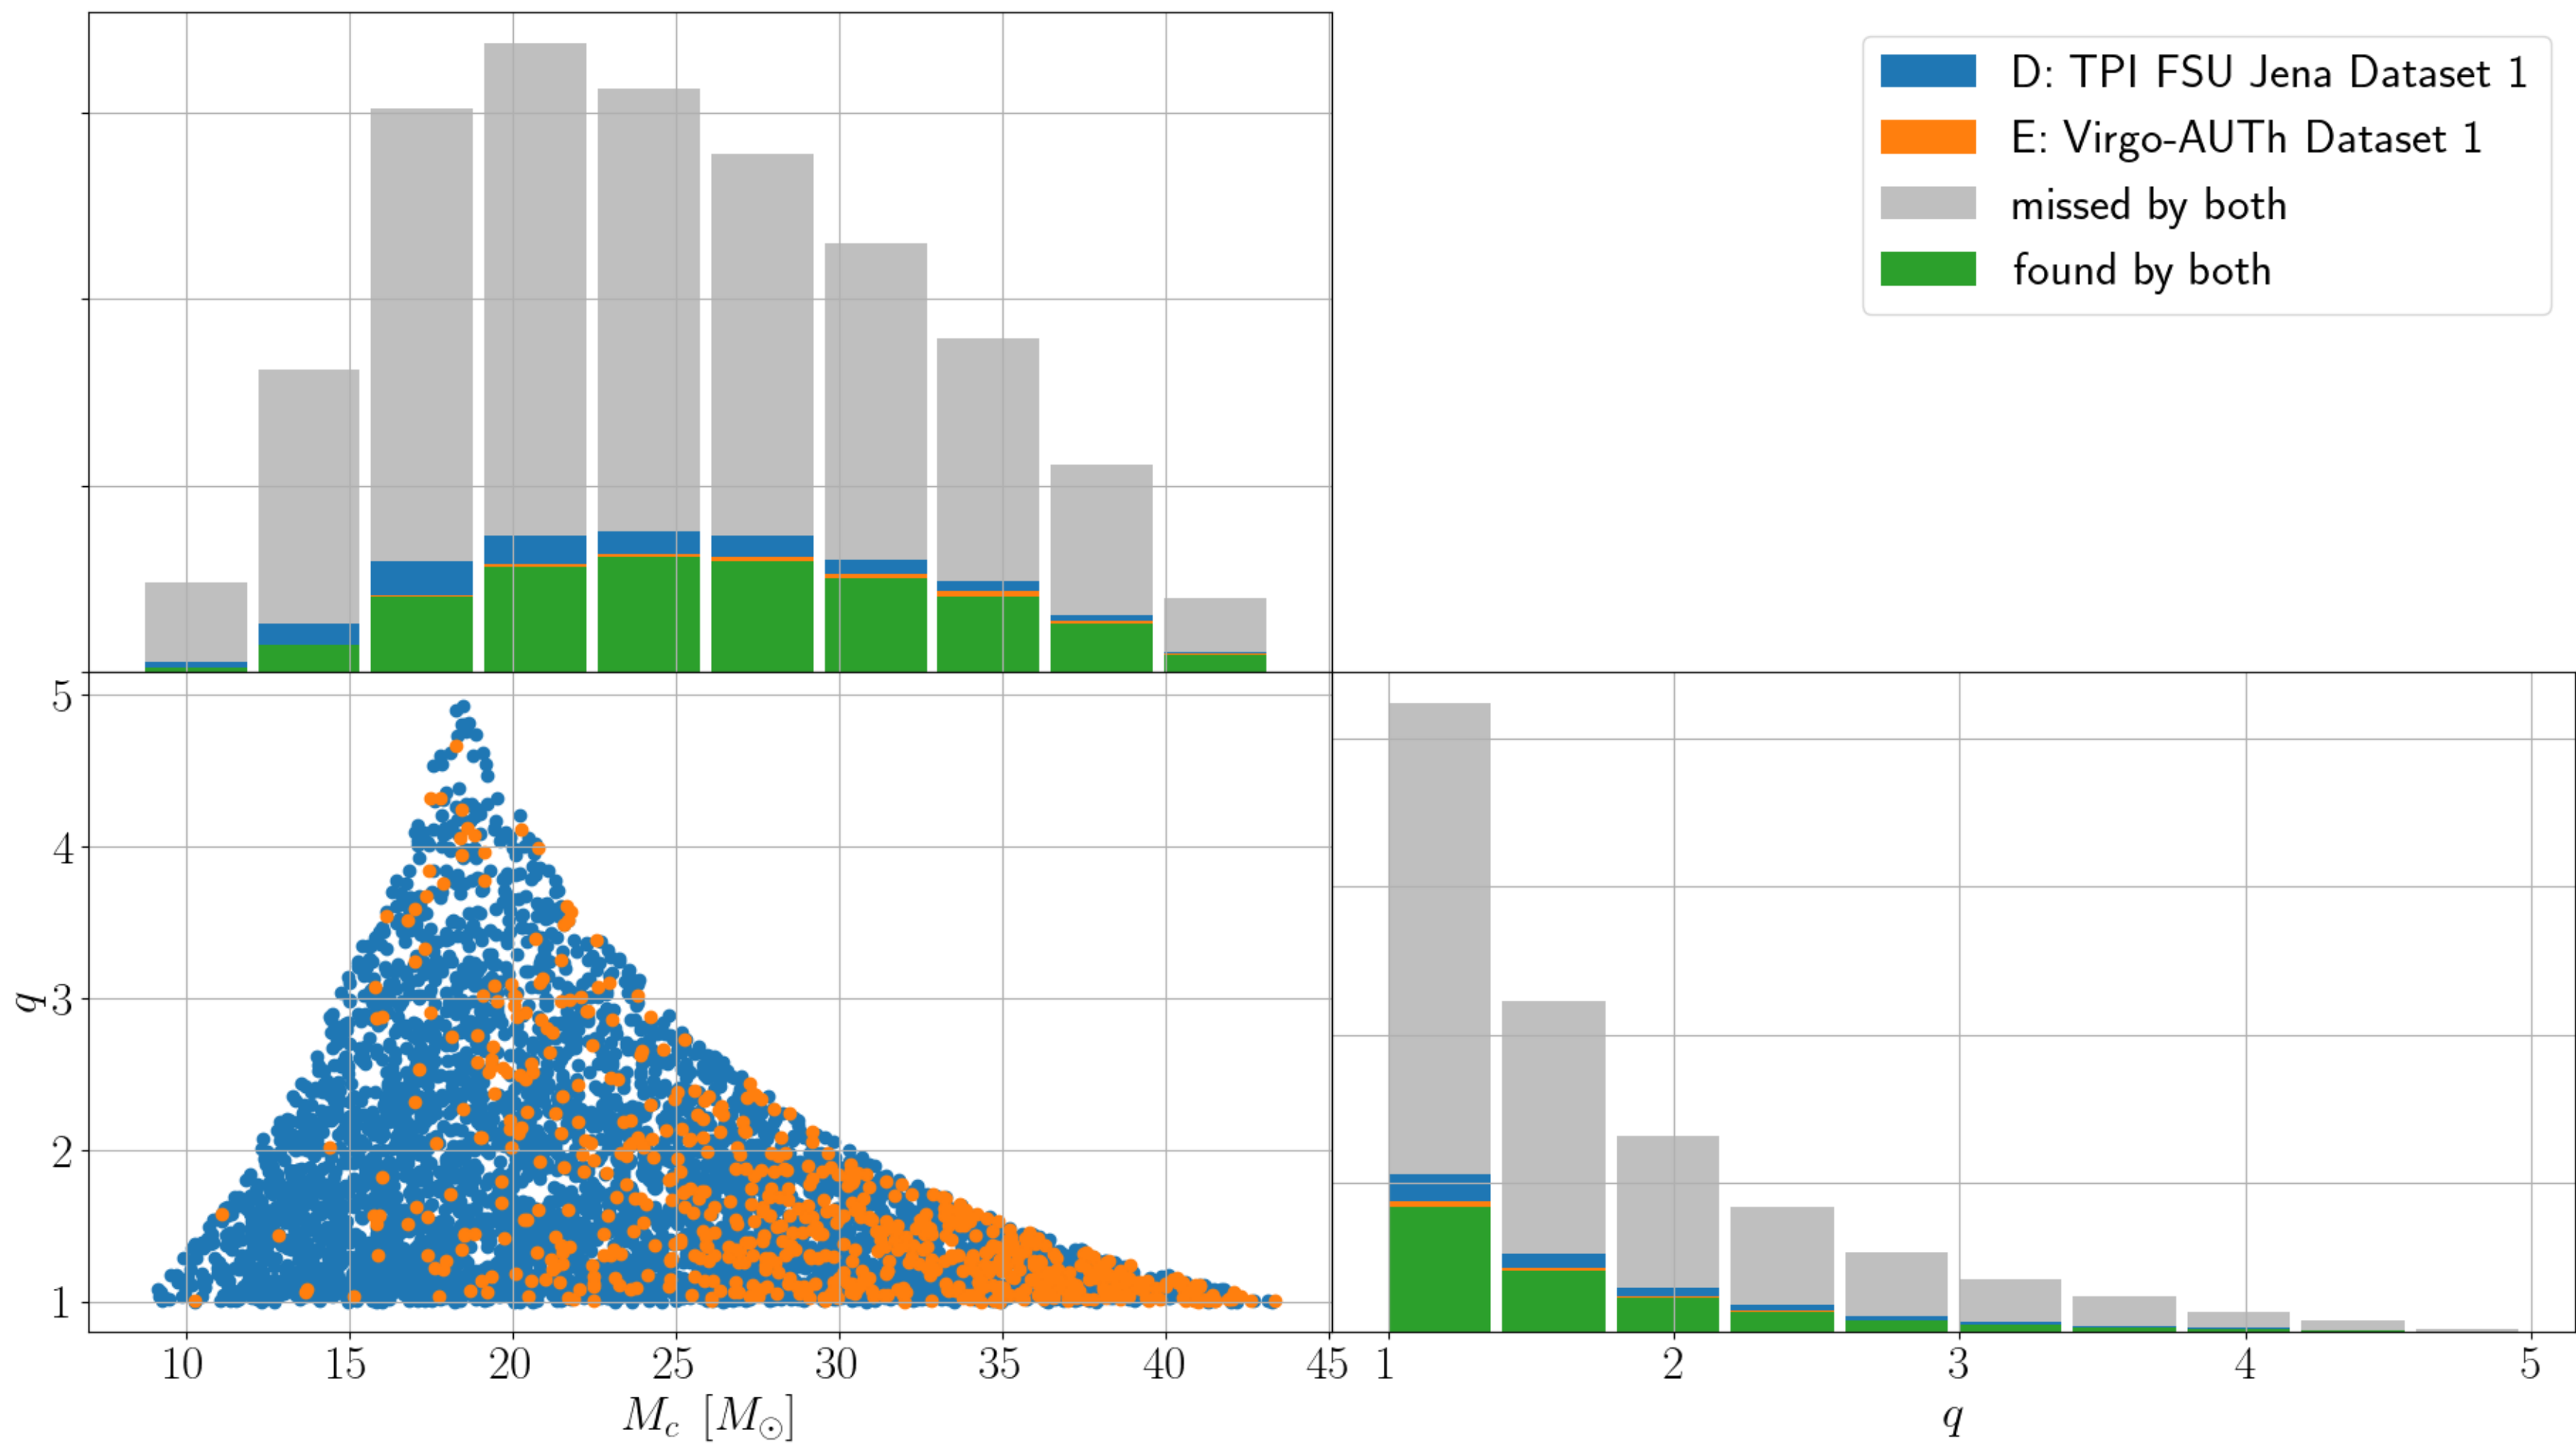 D: TPI FSU Jena Dataset 1
E: Virgo-AUTh Dataset 1
missed by both
found by both
5
4
3
2
1
q
10 15 20 25 30 35 40 45
M_c [M_⊙]
1 2 3 4 5
q